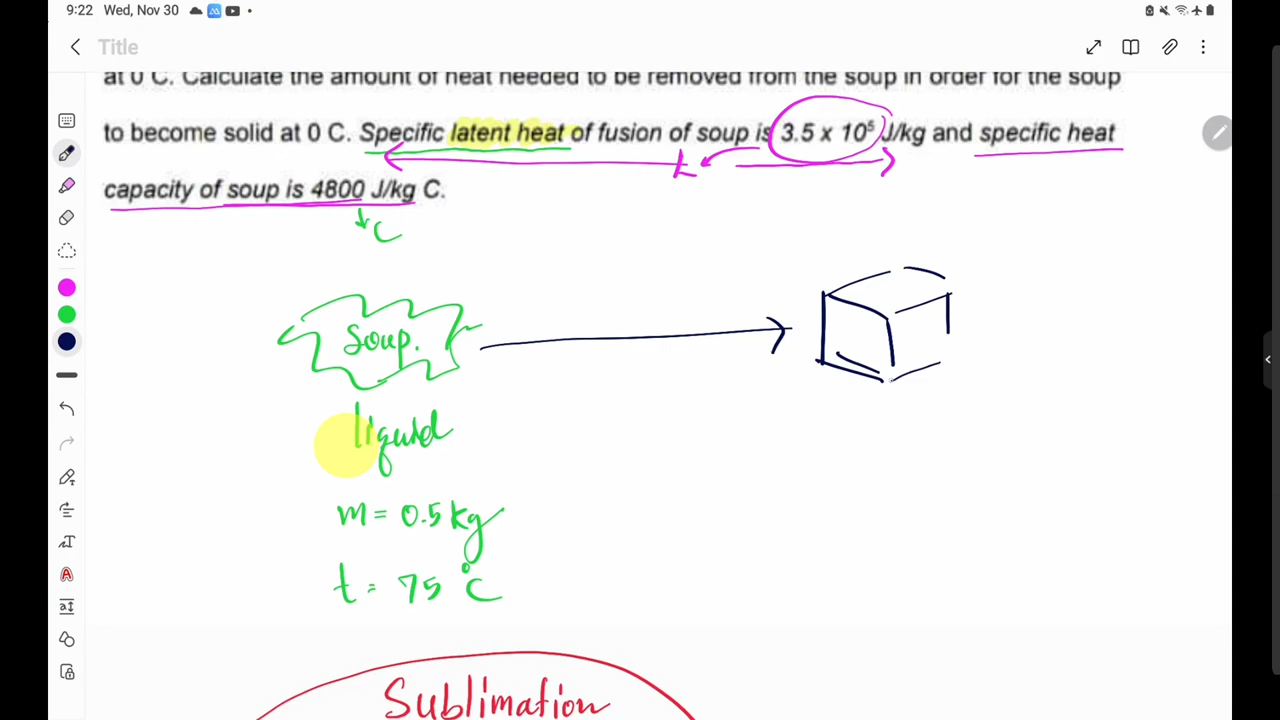 9:22 Wed, Nov 30
Title
at 0 C. Calculate the amount of heat needed to be removed from the soup in order for the soup
to become solid at 0 C. Specific latent heat of fusion of soup is 3.5 x 10⁵ J/kg and specific heat
L
capacity of soup is 4800 J/kg C.
C
Soup.
liquid
m = 0.5 kg
t = 75 °C
Sublimation